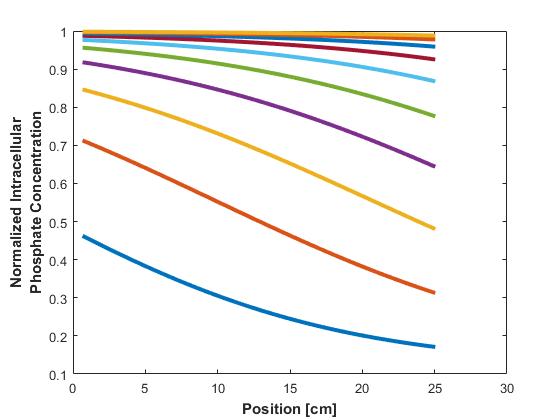 1
0.9
0.8
0.7
0.6
0.5
0.4
0.3
0.2
0.1
Normalized Intracellular
Phosphate Concentration
0 5 10 15 20 25 30
Position [cm]